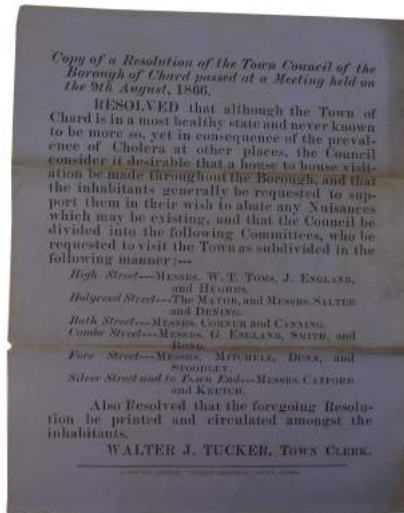 Copy of a Resolution of the Town Council of the
Borough of Chard passed at a Meeting held on
the 9th August, 1866.
RESOLVED that although the Town of
Chard is in a most healthy state and never known
to be more so, yet in consequence of the preval-
ence of Cholera at other places, the Council
consider it desirable that a house to house visit-
ation be made throughout the Borough, and that
the inhabitants generally be requested to sup-
port them in their wish to abate any Nuisances
which may be existing, and that the Council be
divided into the following Committees, who be
requested to visit the Town as subdivided in the
following manner:---
High Street---MESSRS. W. T. TOMS, J. ENGLAND,
and HUGHES.
Holyrood Street---The MAYOR, and MESSRS. SALTER
and DENING.
Bath Street---MESSRS. CORNER and CANNING.
Combe Street---MESSRS. G. ENGLAND, SMITH, and
Fore Street---MESSRS. MITCHELL, DUNN, and
STOODLEY.
Silver Street and to Town End---MESSRS. CATFORD
and KEETCH.
Also Resolved that the foregoing Resolu-
tion be printed and circulated amongst the
inhabitants.
WALTER J. TUCKER, TOWN CLERK.